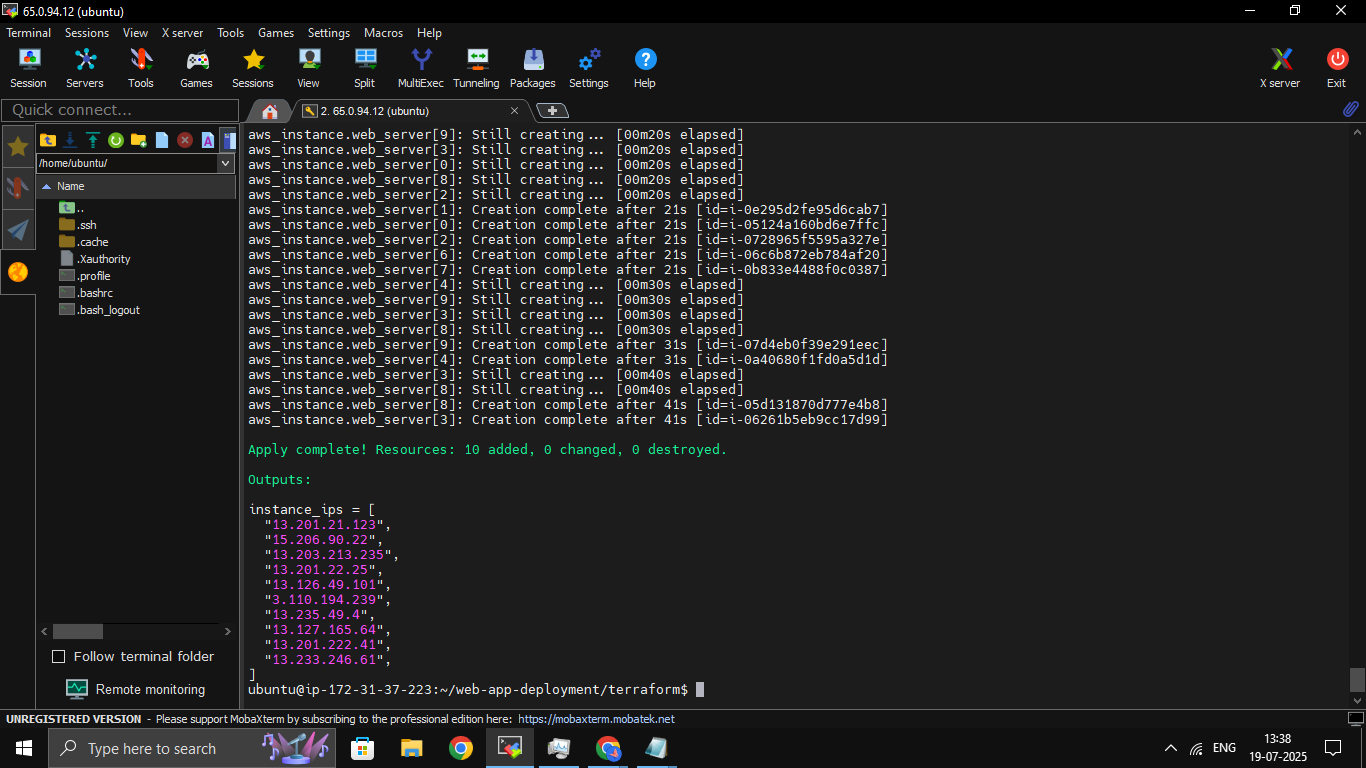 65.0.94.12 (ubuntu)
Terminal Sessions View X server Tools Games Settings Macros Help
Session Servers Tools Games Sessions View Split MultiExec Tunneling Packages Settings Help X server Exit
Quick connect...
2. 65.0.94.12 (ubuntu)
/home/ubuntu/
Name
..
.ssh
.cache
.Xauthority
.profile
.bashrc
.bash_logout
Follow terminal folder
Remote monitoring
aws_instance.web_server[9]: Still creating... [00m20s elapsed]
aws_instance.web_server[3]: Still creating... [00m20s elapsed]
aws_instance.web_server[0]: Still creating... [00m20s elapsed]
aws_instance.web_server[8]: Still creating... [00m20s elapsed]
aws_instance.web_server[2]: Still creating... [00m20s elapsed]
aws_instance.web_server[1]: Creation complete after 21s [id=i-0e295d2fe95d6cab7]
aws_instance.web_server[0]: Creation complete after 21s [id=i-05124a160bd6e7ffc]
aws_instance.web_server[2]: Creation complete after 21s [id=i-0728965f5595a327e]
aws_instance.web_server[6]: Creation complete after 21s [id=i-06c6b872eb784af20]
aws_instance.web_server[7]: Creation complete after 21s [id=i-0b833e4488f0c0387]
aws_instance.web_server[4]: Still creating... [00m30s elapsed]
aws_instance.web_server[9]: Still creating... [00m30s elapsed]
aws_instance.web_server[3]: Still creating... [00m30s elapsed]
aws_instance.web_server[8]: Still creating... [00m30s elapsed]
aws_instance.web_server[9]: Creation complete after 31s [id=i-07d4eb0f39e291eec]
aws_instance.web_server[4]: Creation complete after 31s [id=i-0a40680f1fd0a5d1d]
aws_instance.web_server[3]: Still creating... [00m40s elapsed]
aws_instance.web_server[8]: Still creating... [00m40s elapsed]
aws_instance.web_server[8]: Creation complete after 41s [id=i-05d131870d777e4b8]
aws_instance.web_server[3]: Creation complete after 41s [id=i-06261b5eb9cc17d99]
Apply complete! Resources: 10 added, 0 changed, 0 destroyed.
Outputs:
instance_ips = [
"13.201.21.123",
"15.206.90.22",
"13.203.213.235",
"13.201.22.25",
"13.126.49.101",
"3.110.194.239",
"13.235.49.4",
"13.127.165.64",
"13.201.222.41",
"13.233.246.61",
]
ubuntu@ip-172-31-37-223:~/web-app-deployment/terraform$
UNREGISTERED VERSION - Please support MobaXterm by subscribing to the professional edition here: https://mobaxterm.mobatek.net
Type here to search
ENG
13:38
19-07-2025